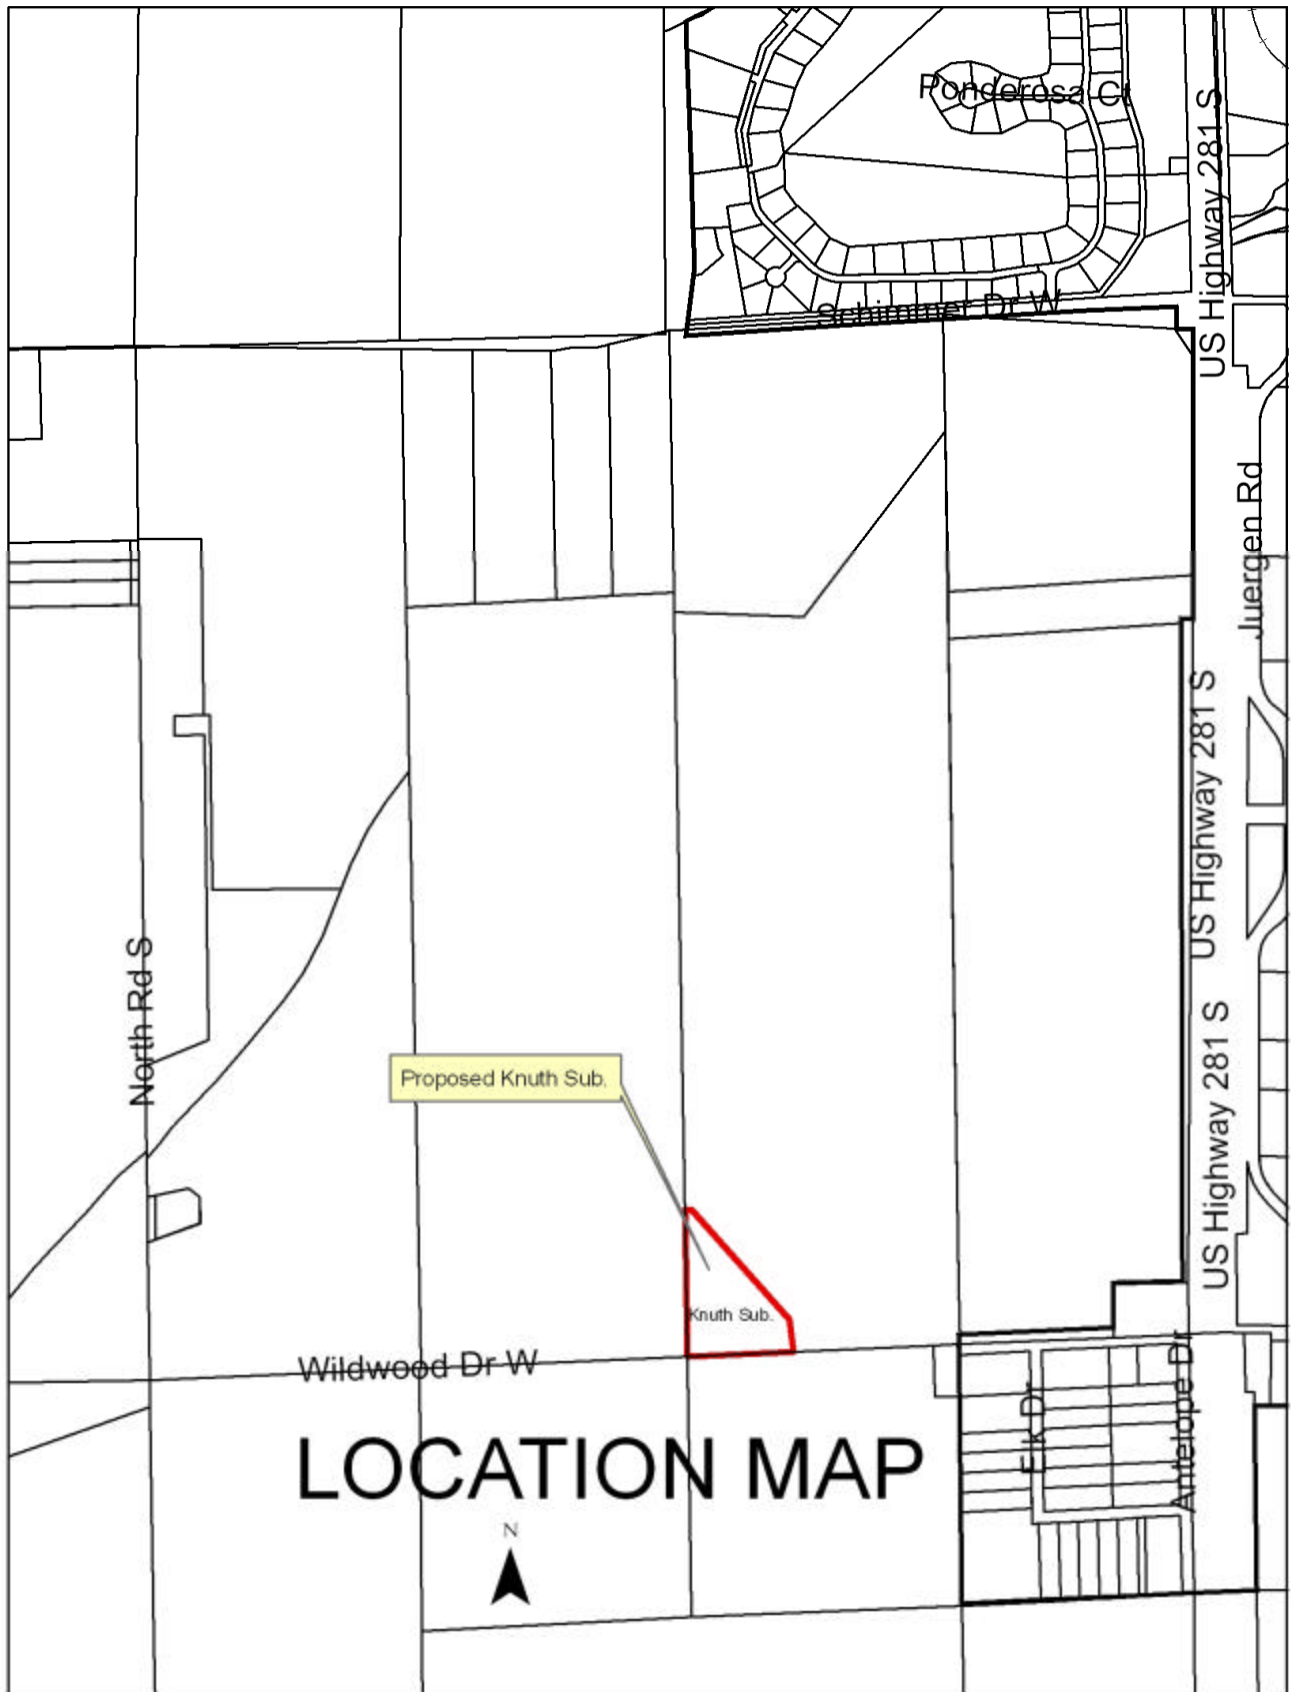 Ponderosa Ct
US Highway 281 S
Schimmer Dr W
Juergen Rd
US Highway 281 S
North Rd S
US Highway 281 S
Proposed Knuth Sub.
Knuth Sub.
Wildwood Dr W
Elk Dr
Antelope Dr
LOCATION MAP
N